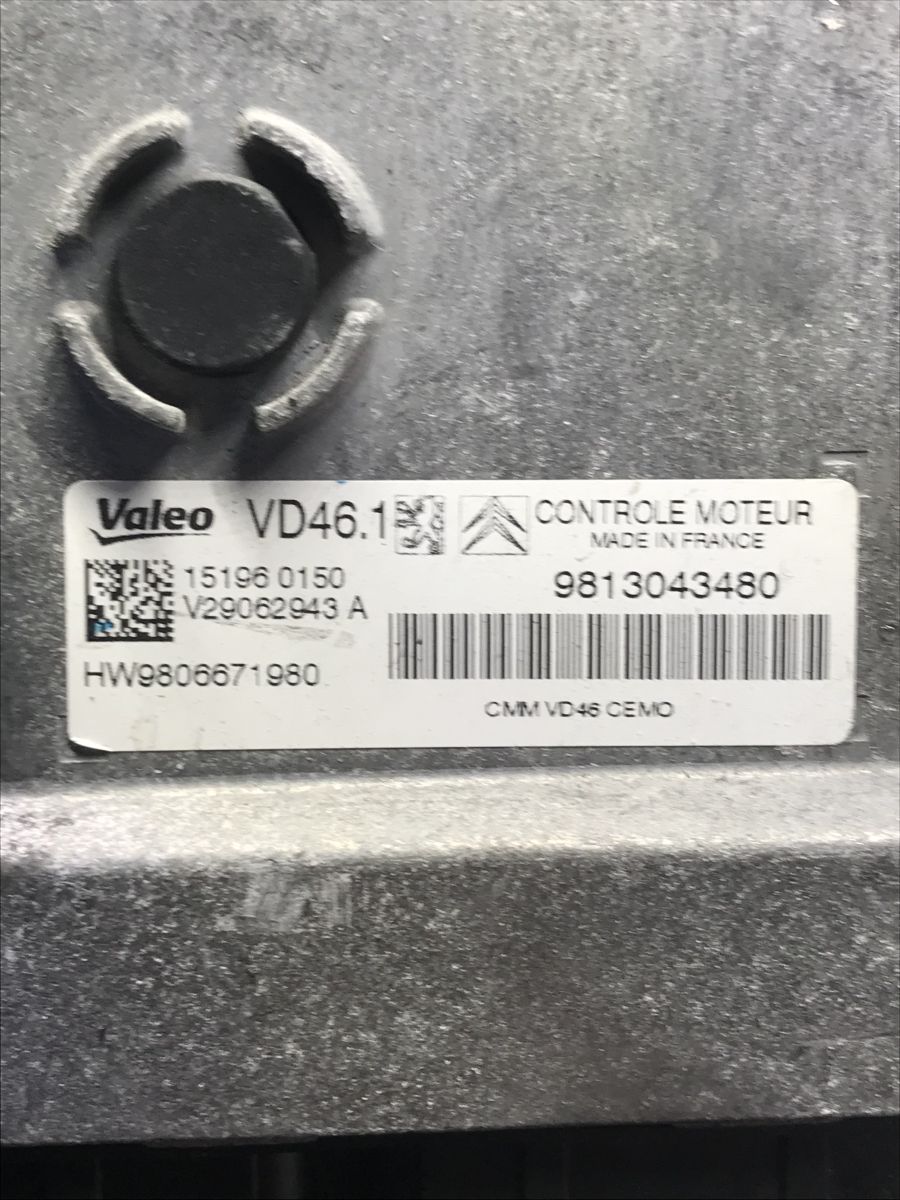 Valeo VD46.1 CONTROLE MOTEUR
MADE IN FRANCE
15196 0150 9813043480
V29062943 A
HW9806671980
CMM VD46 CEMO